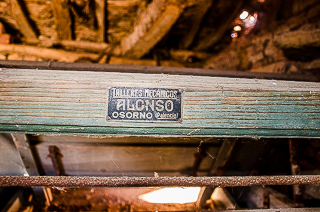 TALLERES MECANICOS
ALONSO
OSORNO (Palencia)